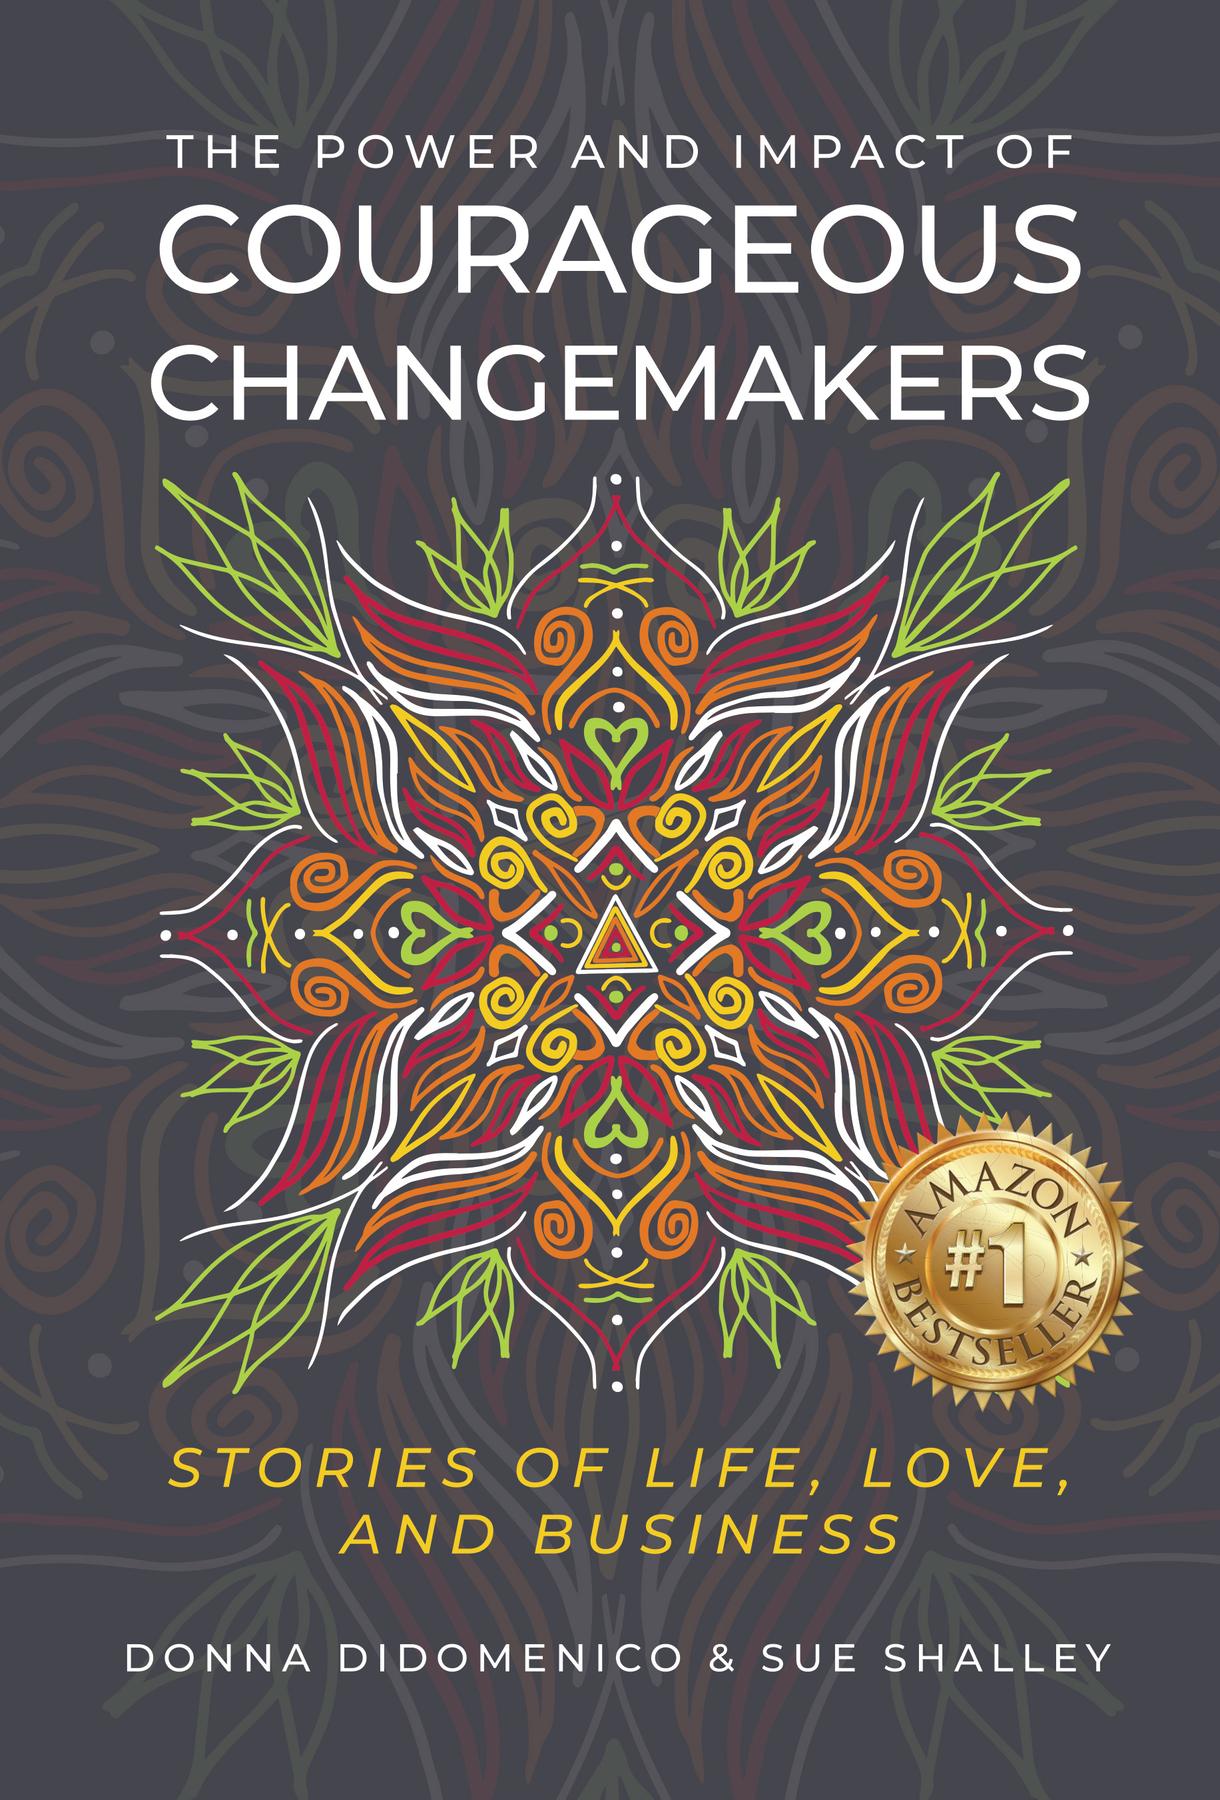 THE POWER AND IMPACT OF
COURAGEOUS
CHANGEMAKERS
AMAZON
#1
BESTSELLER
STORIES OF LIFE, LOVE,
AND BUSINESS
DONNA DIDOMENICO & SUE SHALLEY